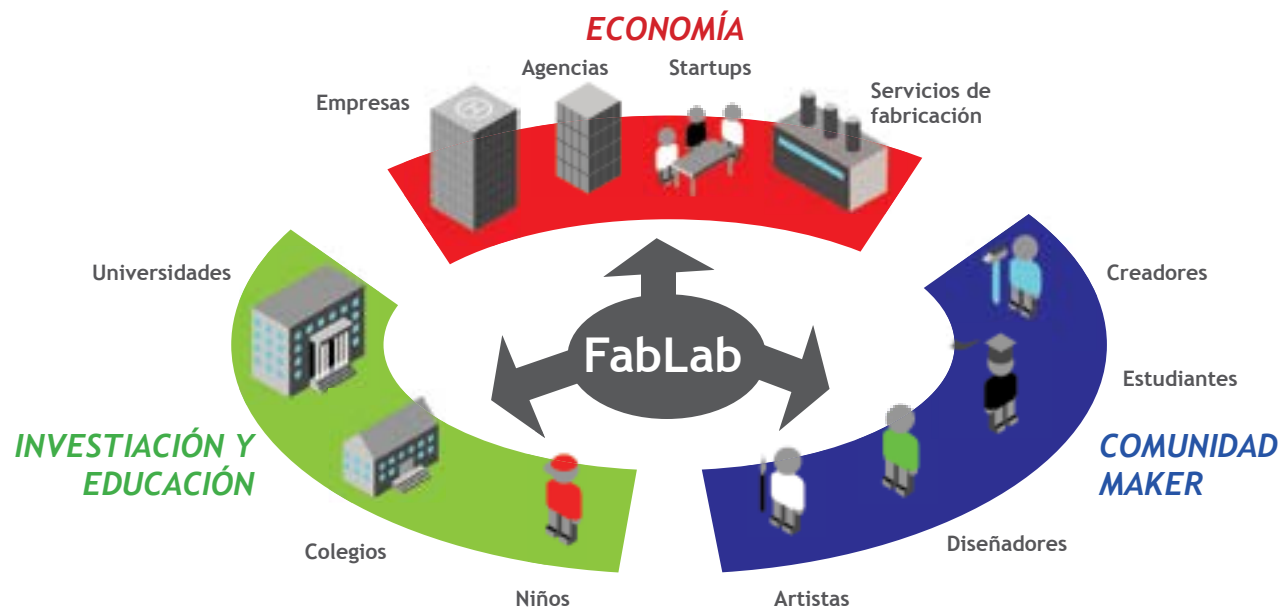 ECONOMÍA
Agencias
Startups
Empresas
Servicios de
fabricación
Universidades
Creadores
FabLab
Estudiantes
INVESTIACIÓN Y
EDUCACIÓN
COMUNIDAD
MAKER
Colegios
Diseñadores
Niños
Artistas